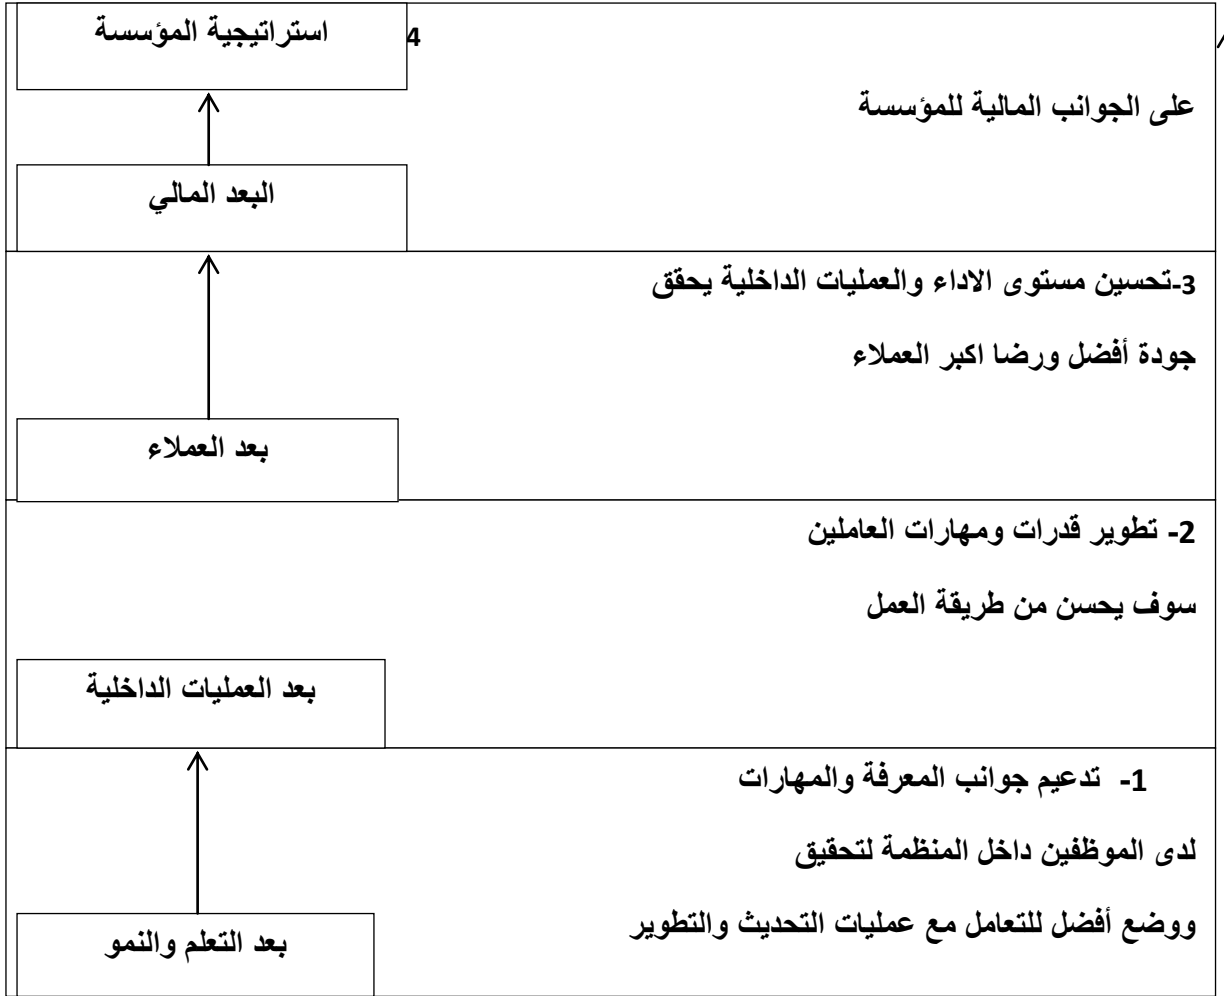 استراتيجية المؤسسة
4
على الجوانب المالية للمؤسسة
البعد المالي
3-تحسين مستوى الاداء والعمليات الداخلية يحقق
جودة أفضل ورضا اكبر العملاء
بعد العملاء
2- تطوير قدرات ومهارات العاملين
سوف يحسن من طريقة العمل
بعد العمليات الداخلية
1- تدعيم جوانب المعرفة والمهارات
لدى الموظفين داخل المنظمة لتحقيق
ووضع أفضل للتعامل مع عمليات التحديث والتطوير
بعد التعلم والنمو